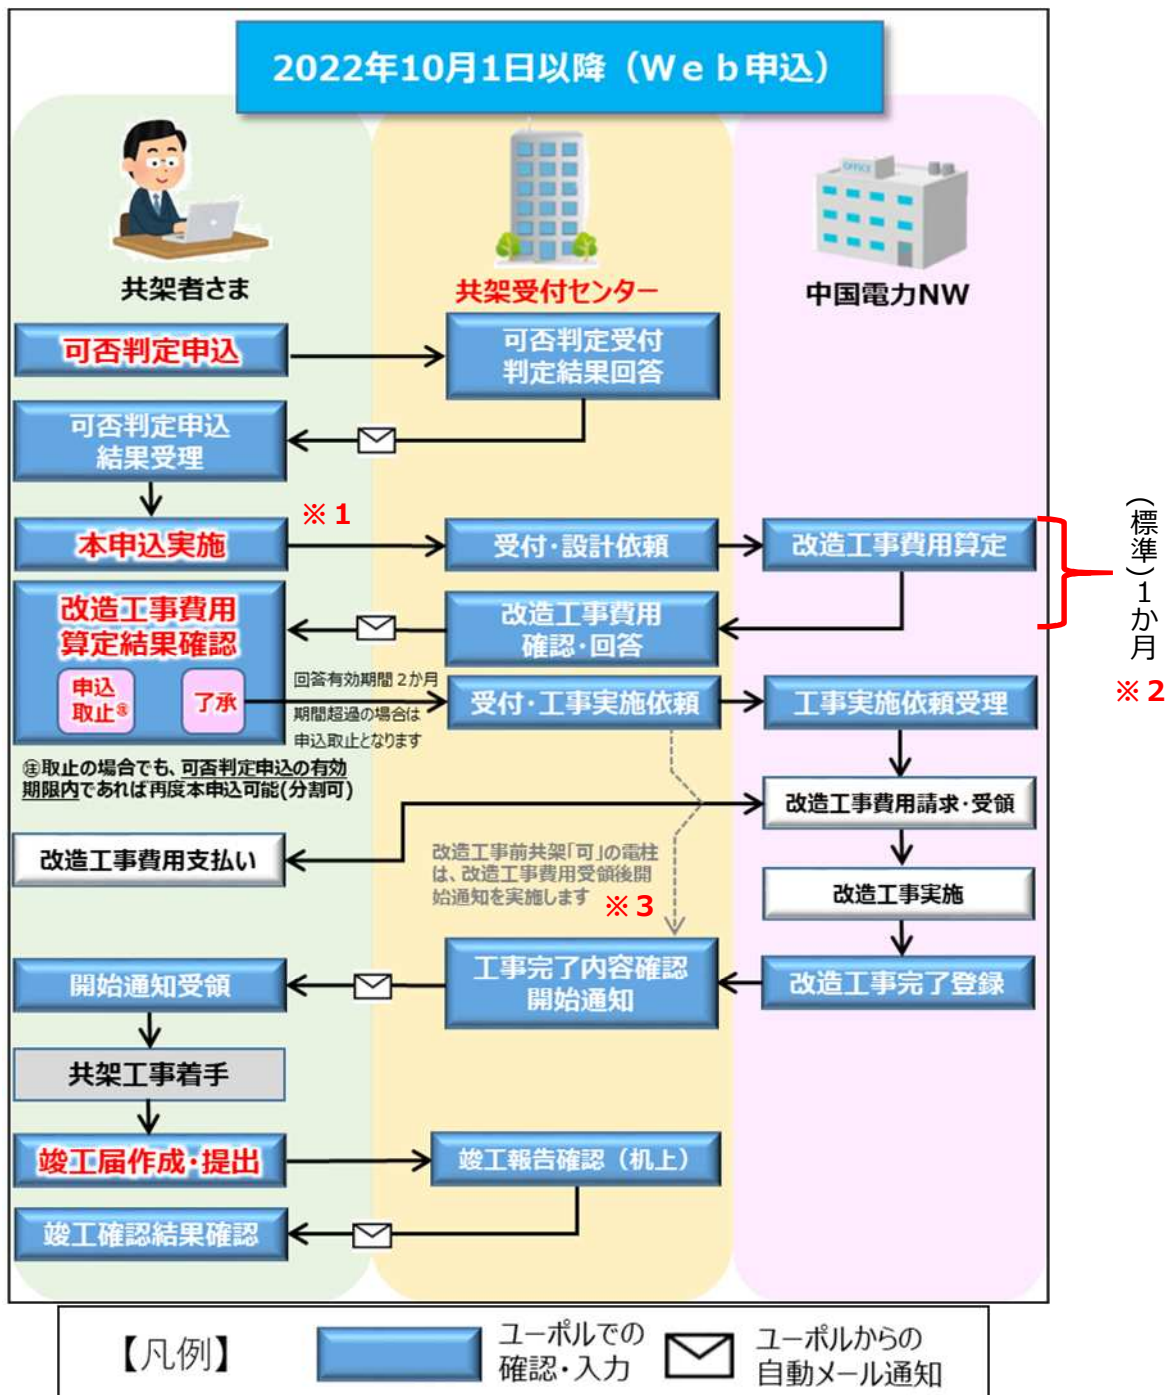 2022年10月1日以降（Ｗｅｂ申込）
OFFICE
共架者さま
共架受付センター
中国電力NW
可否判定申込
可否判定受付
判定結果回答
可否判定申込
結果受理
※１
本申込実施
受付・設計依頼
改造工事費用算定
(標準)1か月
※２
改造工事費用
算定結果確認
改造工事費用
確認・回答
申込
取止㊟
了承
回答有効期間２か月
期間超過の場合は
申込取止となります
受付・工事実施依頼
工事実施依頼受理
㊟取止の場合でも、可否判定申込の有効
期限内であれば再度本申込可能(分割可)
改造工事費用請求・受領
改造工事費用支払い
改造工事前共架「可」の電柱
は、改造工事費用受領後開
始通知を実施します
※３
改造工事実施
開始通知受領
工事完了内容確認
開始通知
改造工事完了登録
共架工事着手
竣工届作成・提出
竣工報告確認（机上）
竣工確認結果確認
【凡例】
ユーポルでの
確認・入力
ユーポルからの
自動メール通知